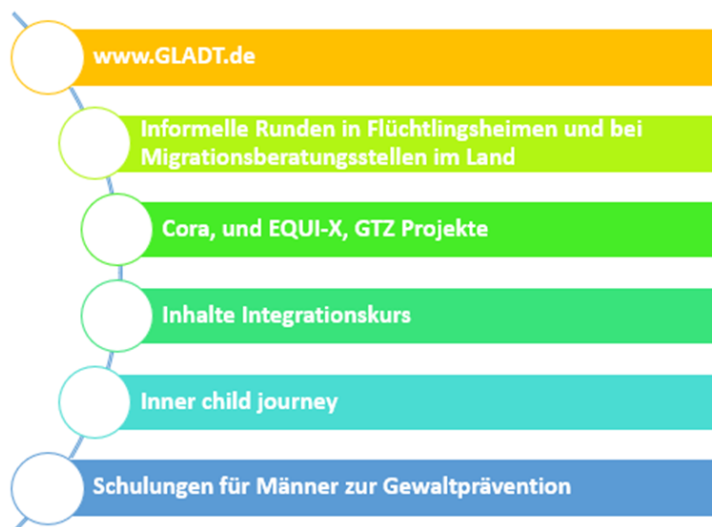 www.GLADT.de
Informelle Runden in Flüchtlingsheimen und bei
Migrationsberatungsstellen im Land
Cora, und EQUI-X, GTZ Projekte
Inhalte Integrationskurs
Inner child journey
Schulungen für Männer zur Gewaltprävention